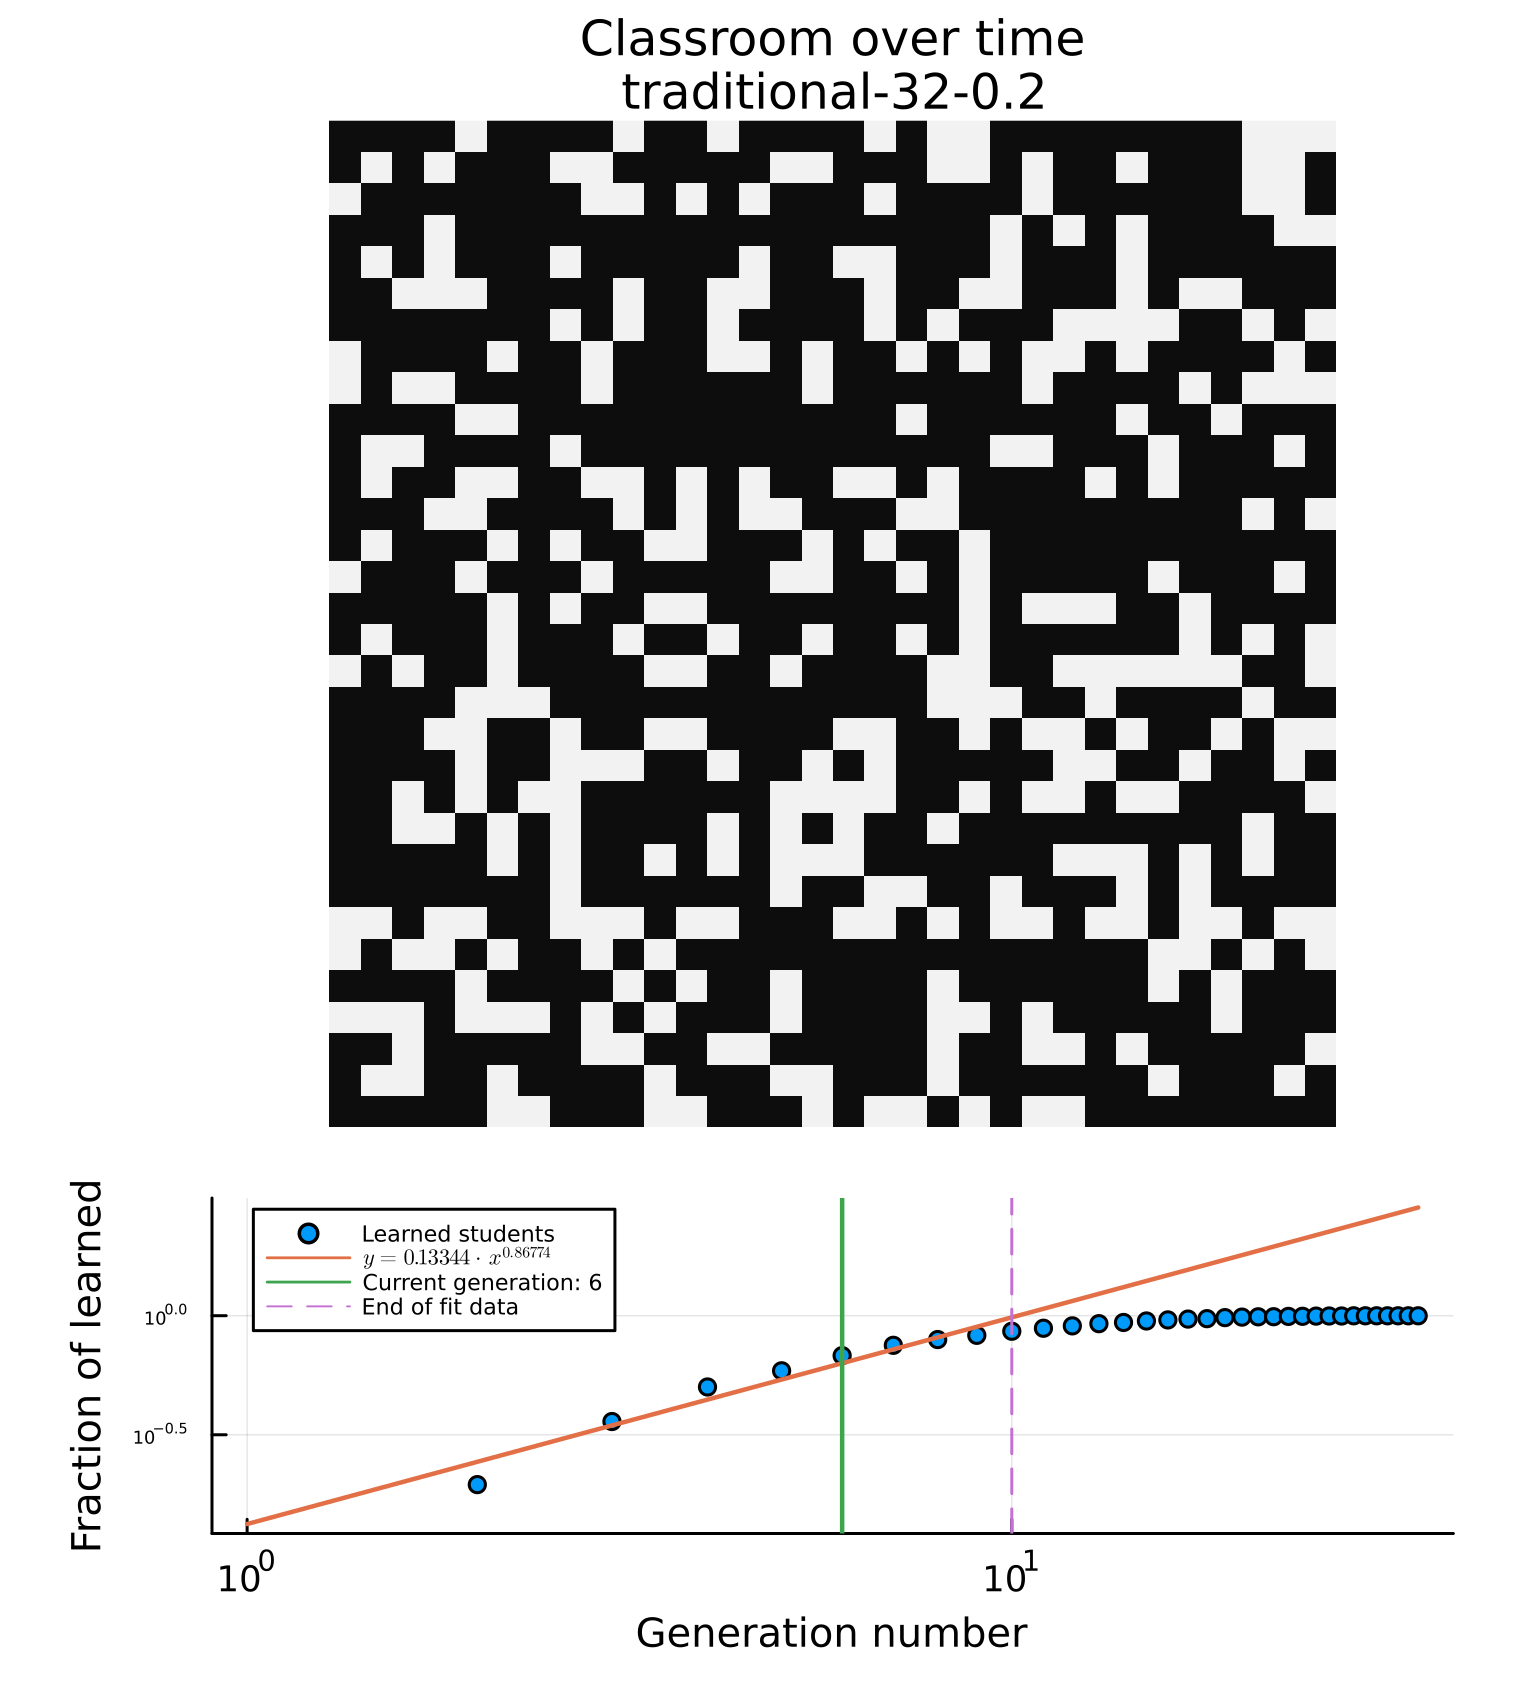 Classroom over time
traditional-32-0.2
Fraction of learned
Learned students
y = 0.13344 · x^0.86774
Current generation: 6
End of fit data
10^0.0
10^−0.5
10^0
10^1
Generation number